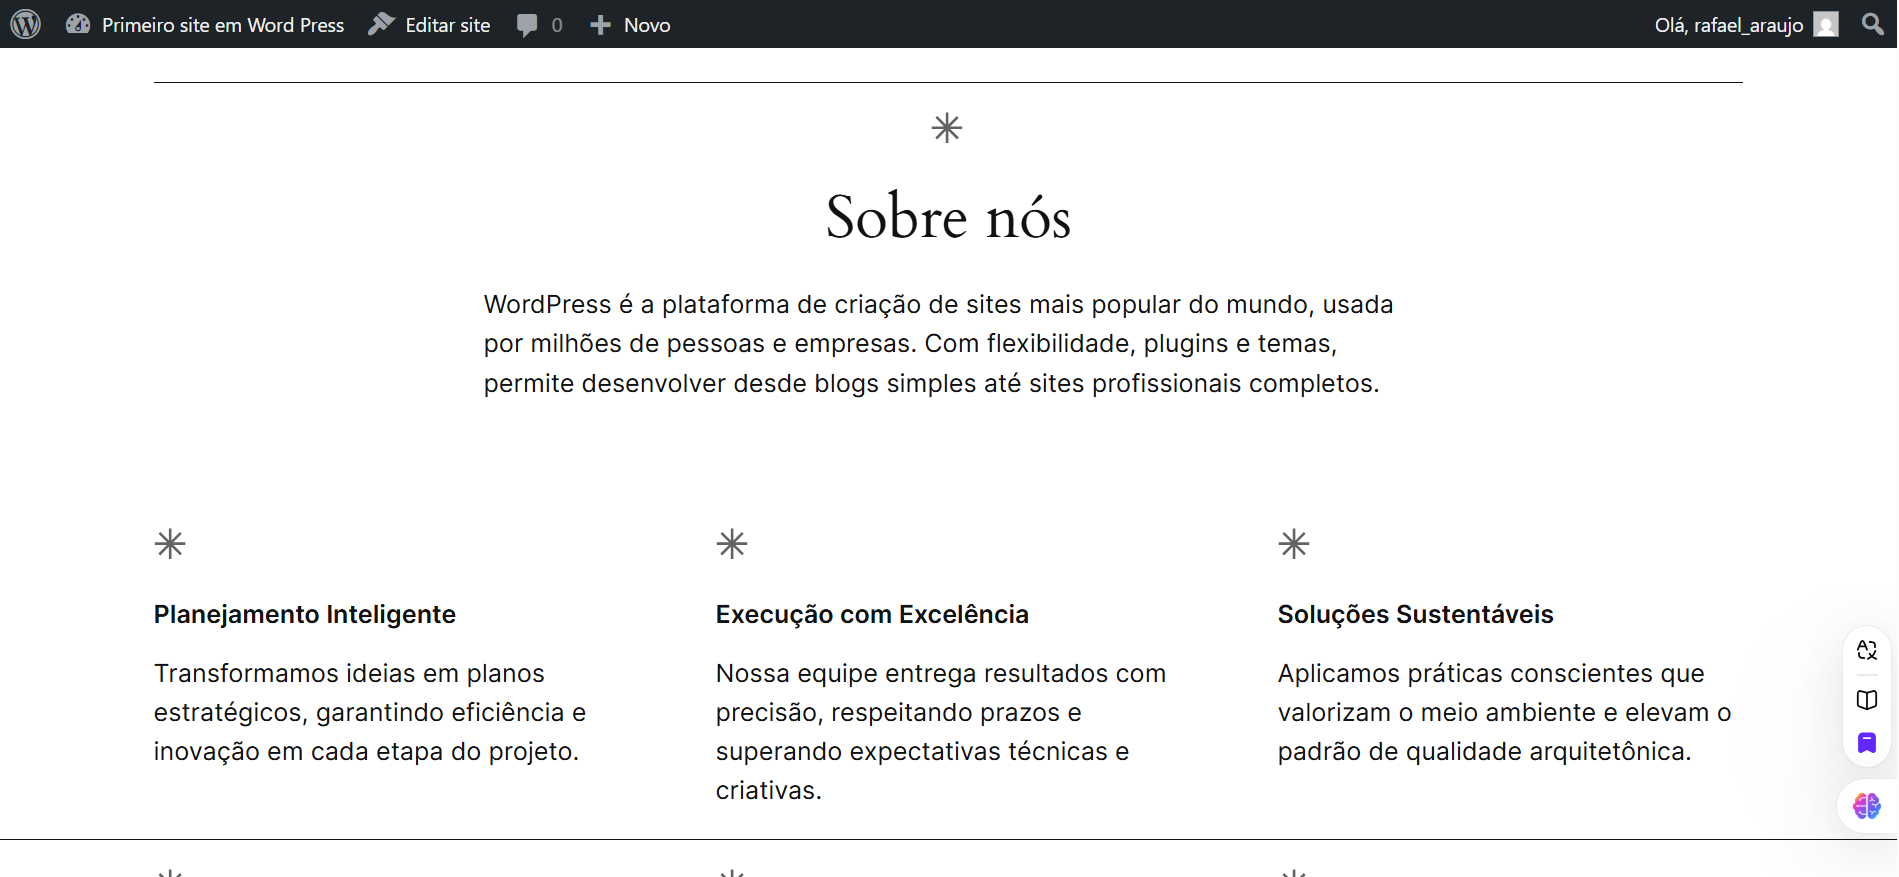 Primeiro site em Word Press Editar site 0 Novo Olá, rafael_araujo
Sobre nós
WordPress é a plataforma de criação de sites mais popular do mundo, usada
por milhões de pessoas e empresas. Com flexibilidade, plugins e temas,
permite desenvolver desde blogs simples até sites profissionais completos.
Planejamento Inteligente
Transformamos ideias em planos
estratégicos, garantindo eficiência e
inovação em cada etapa do projeto.
Execução com Excelência
Nossa equipe entrega resultados com
precisão, respeitando prazos e
superando expectativas técnicas e
criativas.
Soluções Sustentáveis
Aplicamos práticas conscientes que
valorizam o meio ambiente e elevam o
padrão de qualidade arquitetônica.